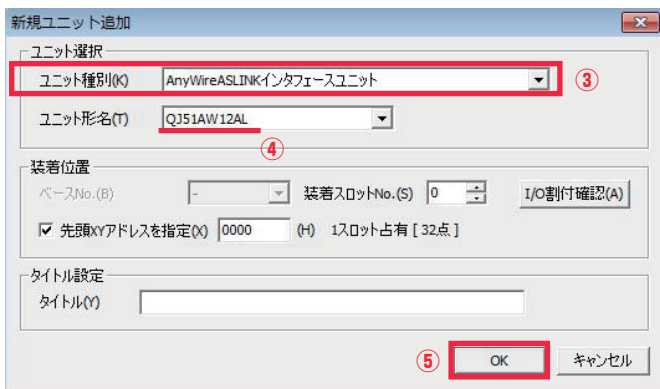 新規ユニット追加
ユニット選択
ユニット種別(K) AnyWireASLINKインタフェースユニット ③
ユニット形名(T) QJ51AW12AL
④
装着位置
ベースNo.(B) - 装着スロットNo.(S) 0 I/O割付確認(A)
先頭XYアドレスを指定(X) 0000 (H) 1スロット占有 [ 32点 ]
タイトル設定
タイトル(Y)
⑤ OK キャンセル